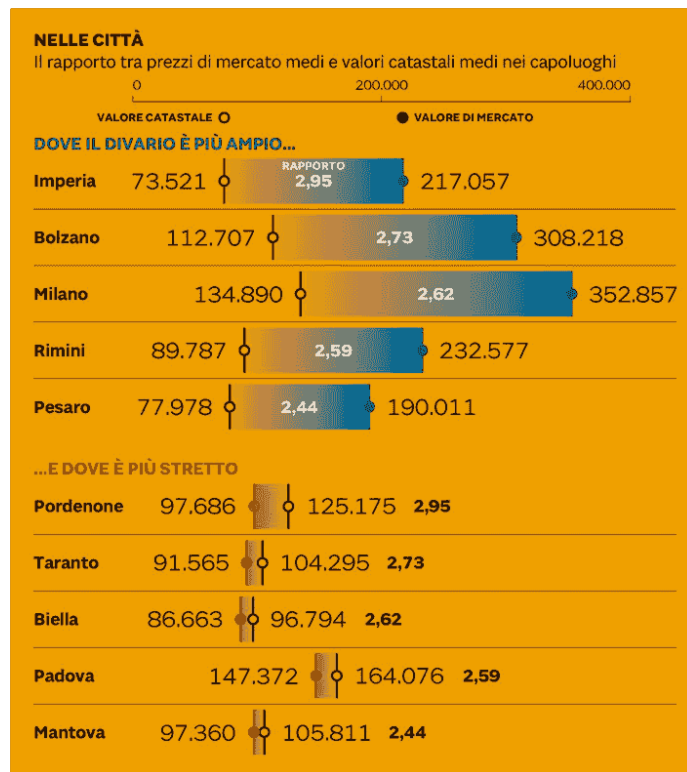 NELLE CITTÀ
Il rapporto tra prezzi di mercato medi e valori catastali medi nei capoluoghi
0 200.000 400.000
VALORE CATASTALE VALORE DI MERCATO
DOVE IL DIVARIO È PIÙ AMPIO...
RAPPORTO
Imperia 73.521 2,95 217.057
Bolzano 112.707 2,73 308.218
Milano 134.890 2,62 352.857
Rimini 89.787 2,59 232.577
Pesaro 77.978 2,44 190.011
...E DOVE È PIÙ STRETTO
Pordenone 97.686 125.175 2,95
Taranto 91.565 104.295 2,73
Biella 86.663 96.794 2,62
Padova 147.372 164.076 2,59
Mantova 97.360 105.811 2,44